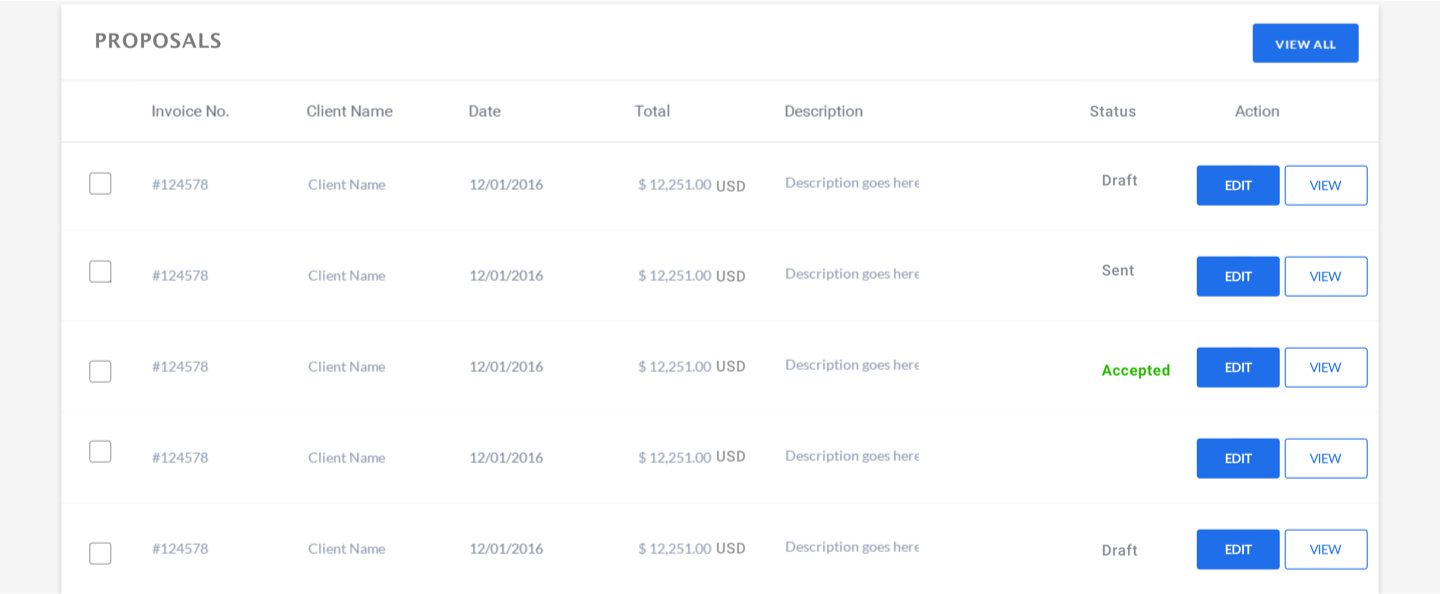 PROPOSALS VIEW ALL
Invoice No. Client Name Date Total Description Status Action
#124578 Client Name 12/01/2016 $ 12,251.00 USD Description goes here Draft EDIT VIEW
#124578 Client Name 12/01/2016 $ 12,251.00 USD Description goes here Sent EDIT VIEW
#124578 Client Name 12/01/2016 $ 12,251.00 USD Description goes here Accepted EDIT VIEW
#124578 Client Name 12/01/2016 $ 12,251.00 USD Description goes here EDIT VIEW
#124578 Client Name 12/01/2016 $ 12,251.00 USD Description goes here Draft EDIT VIEW